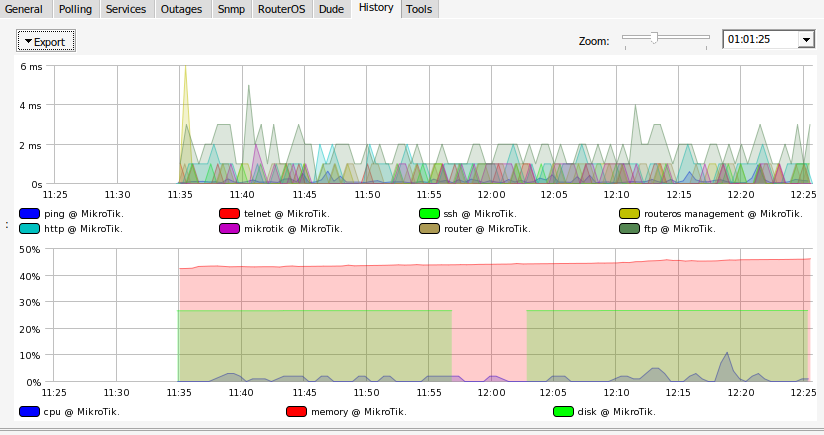 General Polling Services Outages Snmp RouterOS Dude History Tools
Export Zoom: 01:01:25
6 ms
4 ms
2 ms
0s
11:25 11:30 11:35 11:40 11:45 11:50 11:55 12:00 12:05 12:10 12:15 12:20 12:25
ping @ MikroTik. telnet @ MikroTik. ssh @ MikroTik. routeros management @ MikroTik.
: http @ MikroTik. mikrotik @ MikroTik. router @ MikroTik. ftp @ MikroTik.
50%
40%
30%
20%
10%
0%
11:25 11:30 11:35 11:40 11:45 11:50 11:55 12:00 12:05 12:10 12:15 12:20 12:25
cpu @ MikroTik. memory @ MikroTik. disk @ MikroTik.